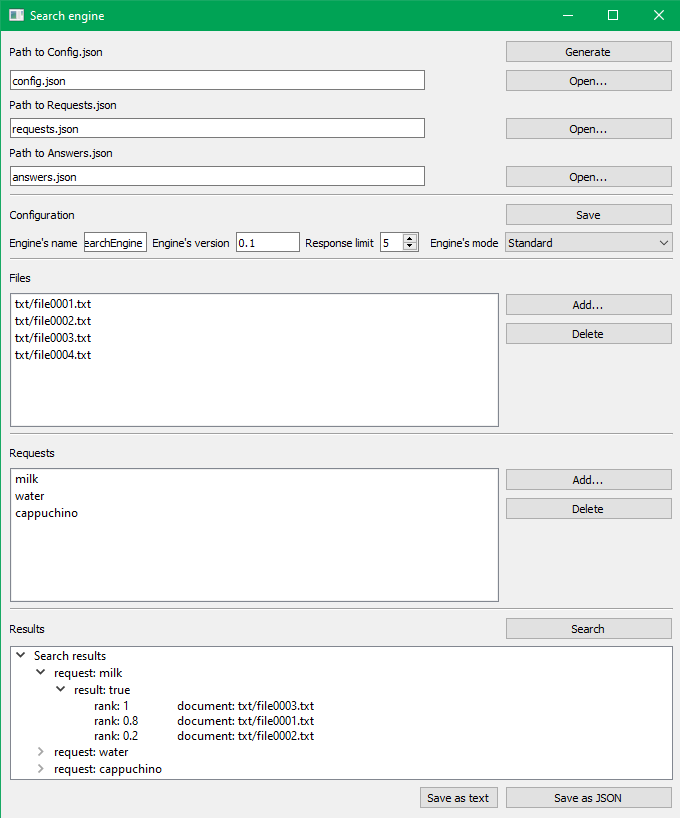 Search engine
Path to Config.json
Generate
config.json
Open...
Path to Requests.json
requests.json
Open...
Path to Answers.json
answers.json
Open...
Configuration
Save
Engine's name earchEngine Engine's version 0.1 Response limit 5 Engine's mode Standard
Files
txt/file0001.txt
txt/file0002.txt
txt/file0003.txt
txt/file0004.txt
Add...
Delete
Requests
milk
water
cappuchino
Add...
Delete
Results
Search
Search results
request: milk
result: true
rank: 1 document: txt/file0003.txt
rank: 0.8 document: txt/file0001.txt
rank: 0.2 document: txt/file0002.txt
request: water
request: cappuchino
Save as text
Save as JSON